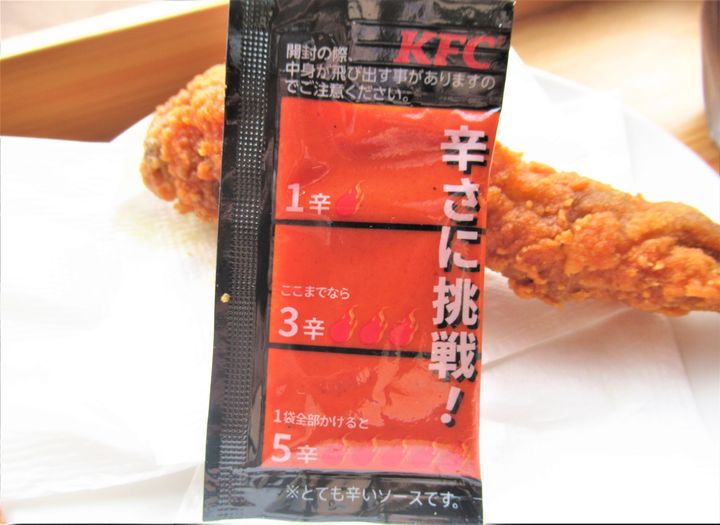 KFC
開封の際、
中身が飛び出す事がありますの
でご注意ください。
辛さに挑戦！
1辛
ここまでなら
3辛
1袋全部かけると
5辛
※とても辛いソースです。